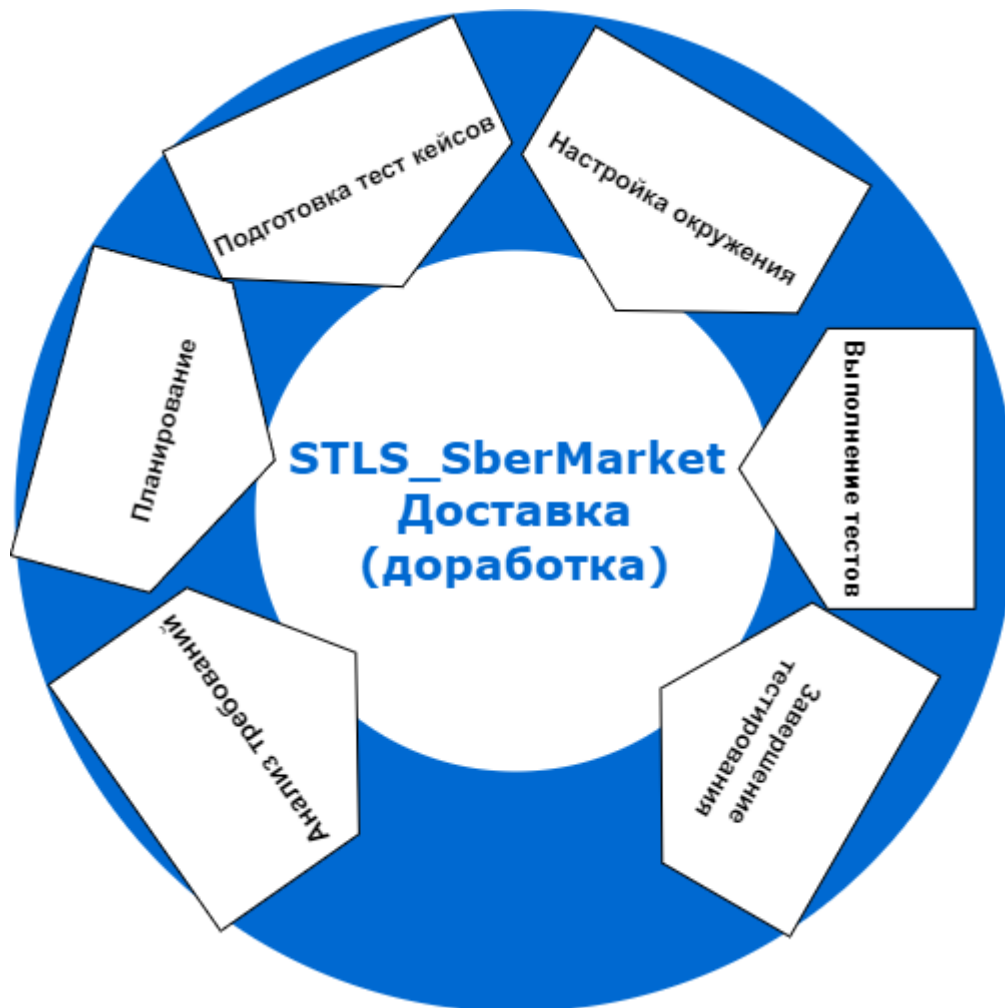 Подготовка тест кейсов
Настройка окружения
Планирование
Выполнение тестов
STLS_SberMarket
Доставка
(доработка)
Анализ требований
Завершение
тестирования